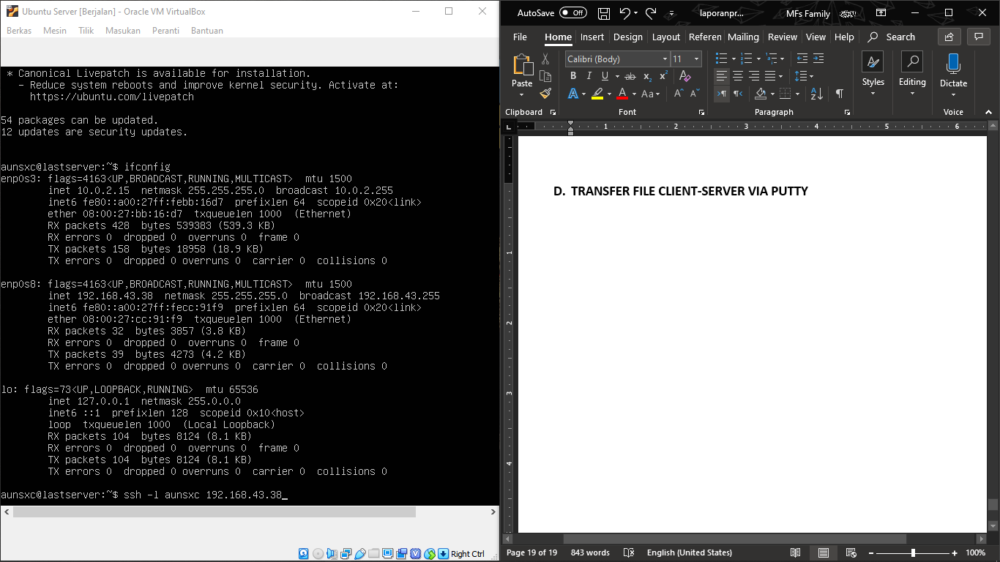 Ubuntu Server [Berjalan] - Oracle VM VirtualBox
Berkas Mesin Tilik Masukan Peranti Bantuan
 * Canonical Livepatch is available for installation.
   - Reduce system reboots and improve kernel security. Activate at:
     https://ubuntu.com/livepatch
54 packages can be updated.
12 updates are security updates.
aunsxc@lastserver:~$ ifconfig
enp0s3: flags=4163<UP,BROADCAST,RUNNING,MULTICAST>  mtu 1500
        inet 10.0.2.15  netmask 255.255.255.0  broadcast 10.0.2.255
        inet6 fe80::a00:27ff:febb:16d7  prefixlen 64  scopeid 0x20<link>
        ether 08:00:27:bb:16:d7  txqueuelen 1000  (Ethernet)
        RX packets 428  bytes 539383 (539.3 KB)
        RX errors 0  dropped 0  overruns 0  frame 0
        TX packets 158  bytes 18958 (18.9 KB)
        TX errors 0  dropped 0 overruns 0  carrier 0  collisions 0
enp0s8: flags=4163<UP,BROADCAST,RUNNING,MULTICAST>  mtu 1500
        inet 192.168.43.38  netmask 255.255.255.0  broadcast 192.168.43.255
        inet6 fe80::a00:27ff:fecc:91f9  prefixlen 64  scopeid 0x20<link>
        ether 08:00:27:cc:91:f9  txqueuelen 1000  (Ethernet)
        RX packets 32  bytes 3857 (3.8 KB)
        RX errors 0  dropped 0  overruns 0  frame 0
        TX packets 39  bytes 4273 (4.2 KB)
        TX errors 0  dropped 0 overruns 0  carrier 0  collisions 0
lo: flags=73<UP,LOOPBACK,RUNNING>  mtu 65536
        inet 127.0.0.1  netmask 255.0.0.0
        inet6 ::1  prefixlen 128  scopeid 0x10<host>
        loop  txqueuelen 1000  (Local Loopback)
        RX packets 104  bytes 8124 (8.1 KB)
        RX errors 0  dropped 0  overruns 0  frame 0
        TX packets 104  bytes 8124 (8.1 KB)
        TX errors 0  dropped 0 overruns 0  carrier 0  collisions 0
aunsxc@lastserver:~$ ssh -l aunsxc 192.168.43.38_
Right Ctrl
AutoSave Off laporanpr... MFs Family
File Home Insert Design Layout Referen Mailing Review View Help Search
Calibri (Body) 11
Paste B I U ab x2 x2 A Aa A A Styles Editing Dictate
Clipboard Font Paragraph Voice
1 2 3 4 5 6
D. TRANSFER FILE CLIENT-SERVER VIA PUTTY
1
2
3
4
Page 19 of 19 843 words English (United States) 100%